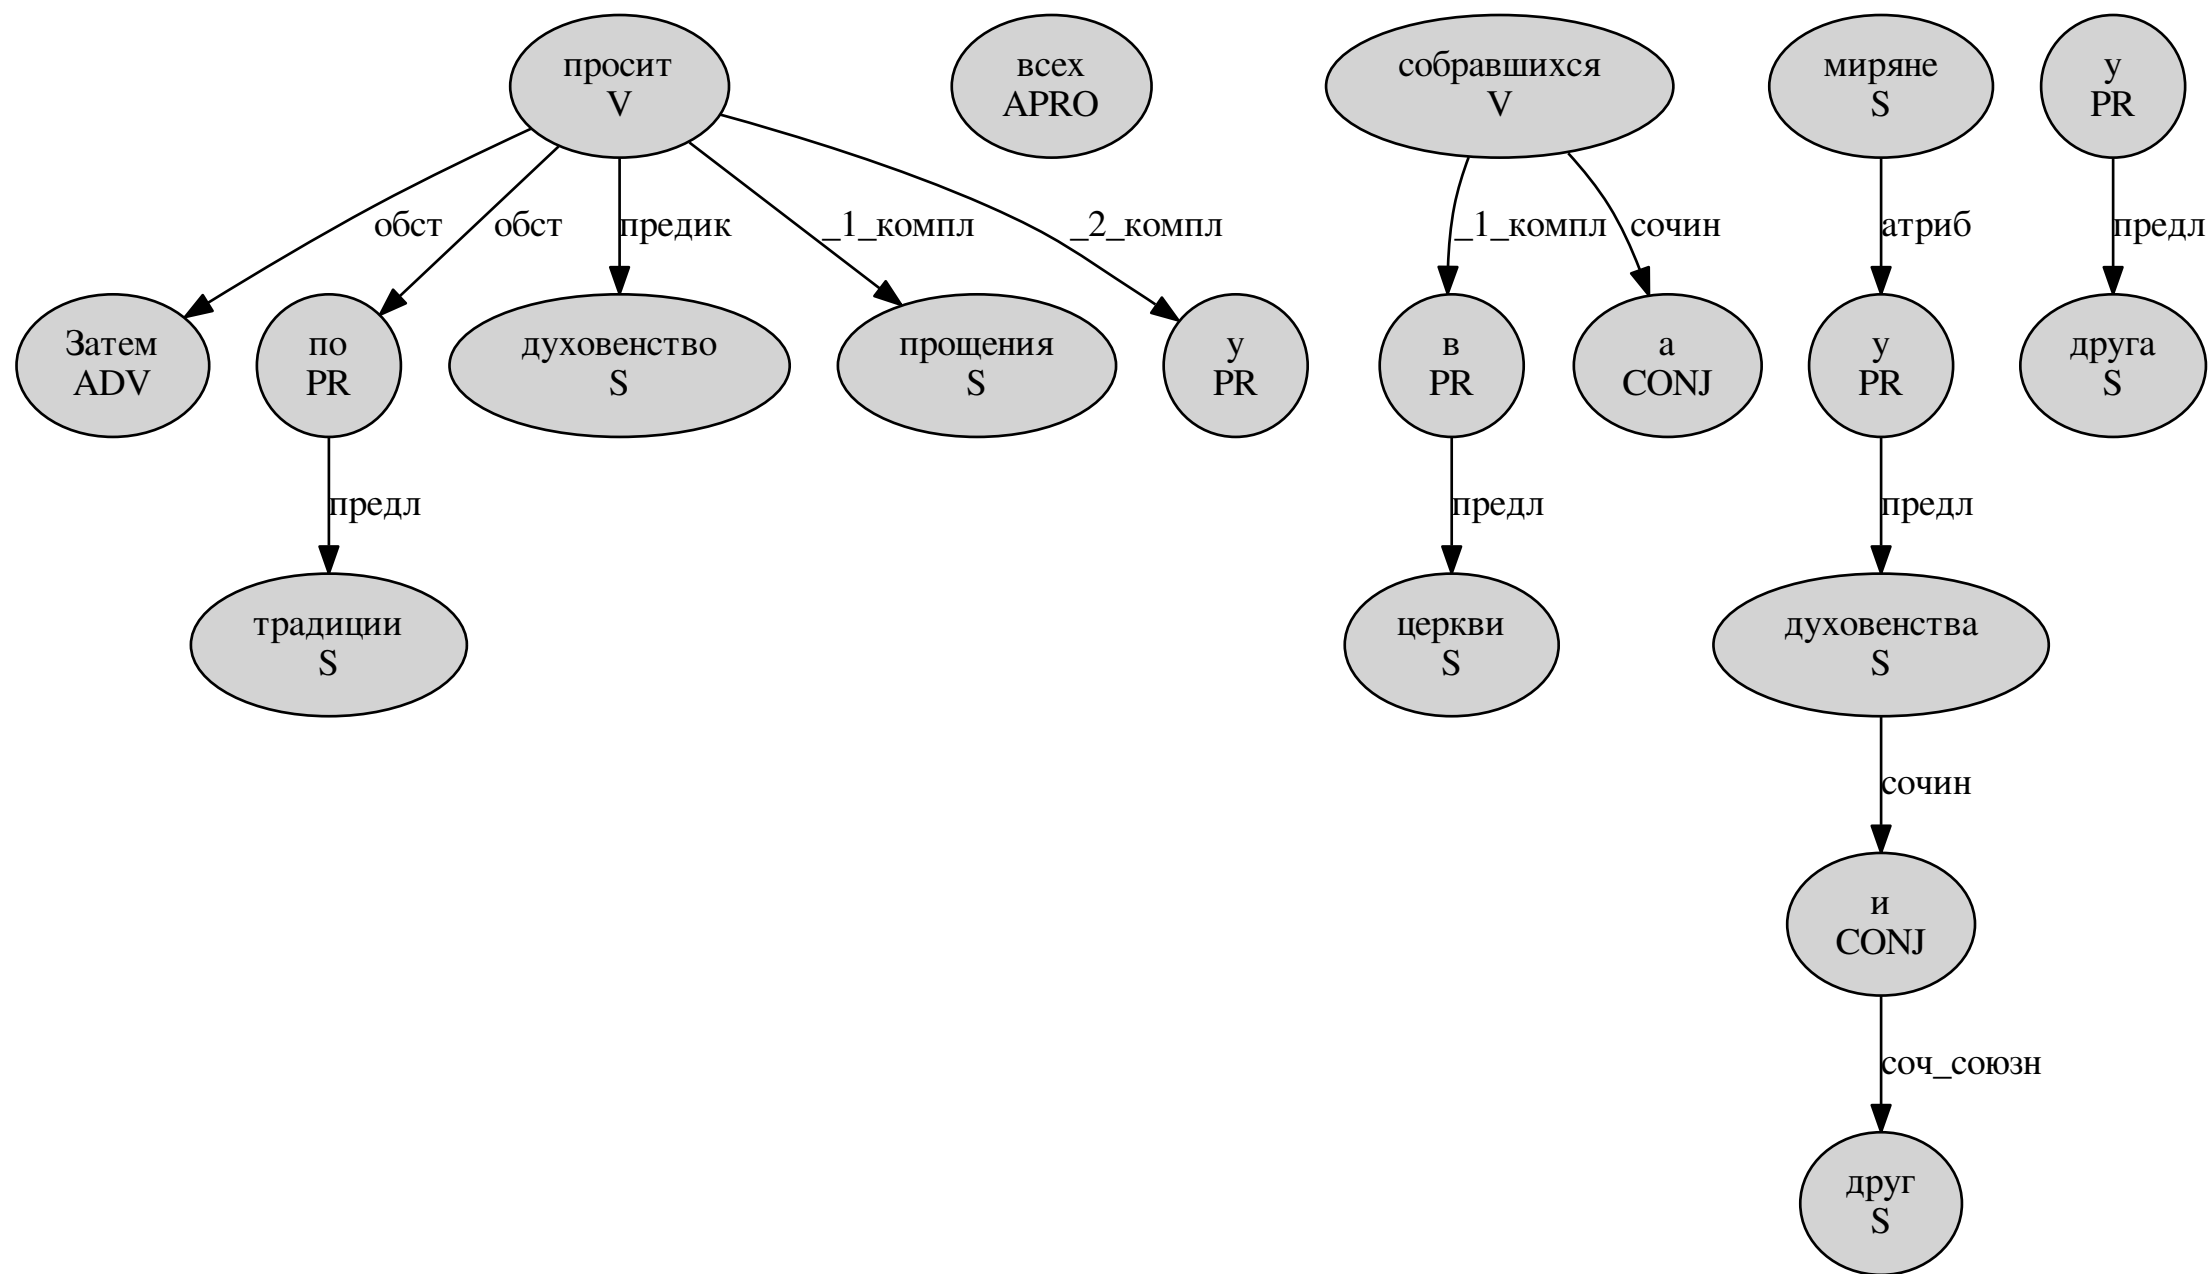 просит
V
всех
APRO
собравшихся
V
миряне
S
у
PR
обст
обст
предик
_1_компл
_2_компл
_1_компл
сочин
атриб
предл
Затем
ADV
по
PR
духовенство
S
прощения
S
у
PR
в
PR
а
CONJ
у
PR
друга
S
предл
предл
предл
традиции
S
церкви
S
духовенства
S
сочин
и
CONJ
соч_союзн
друг
S